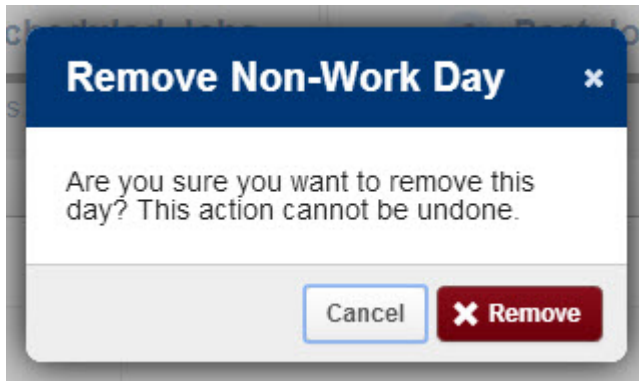 Remove Non-Work Day
Are you sure you want to remove this
day? This action cannot be undone.
Cancel
Remove